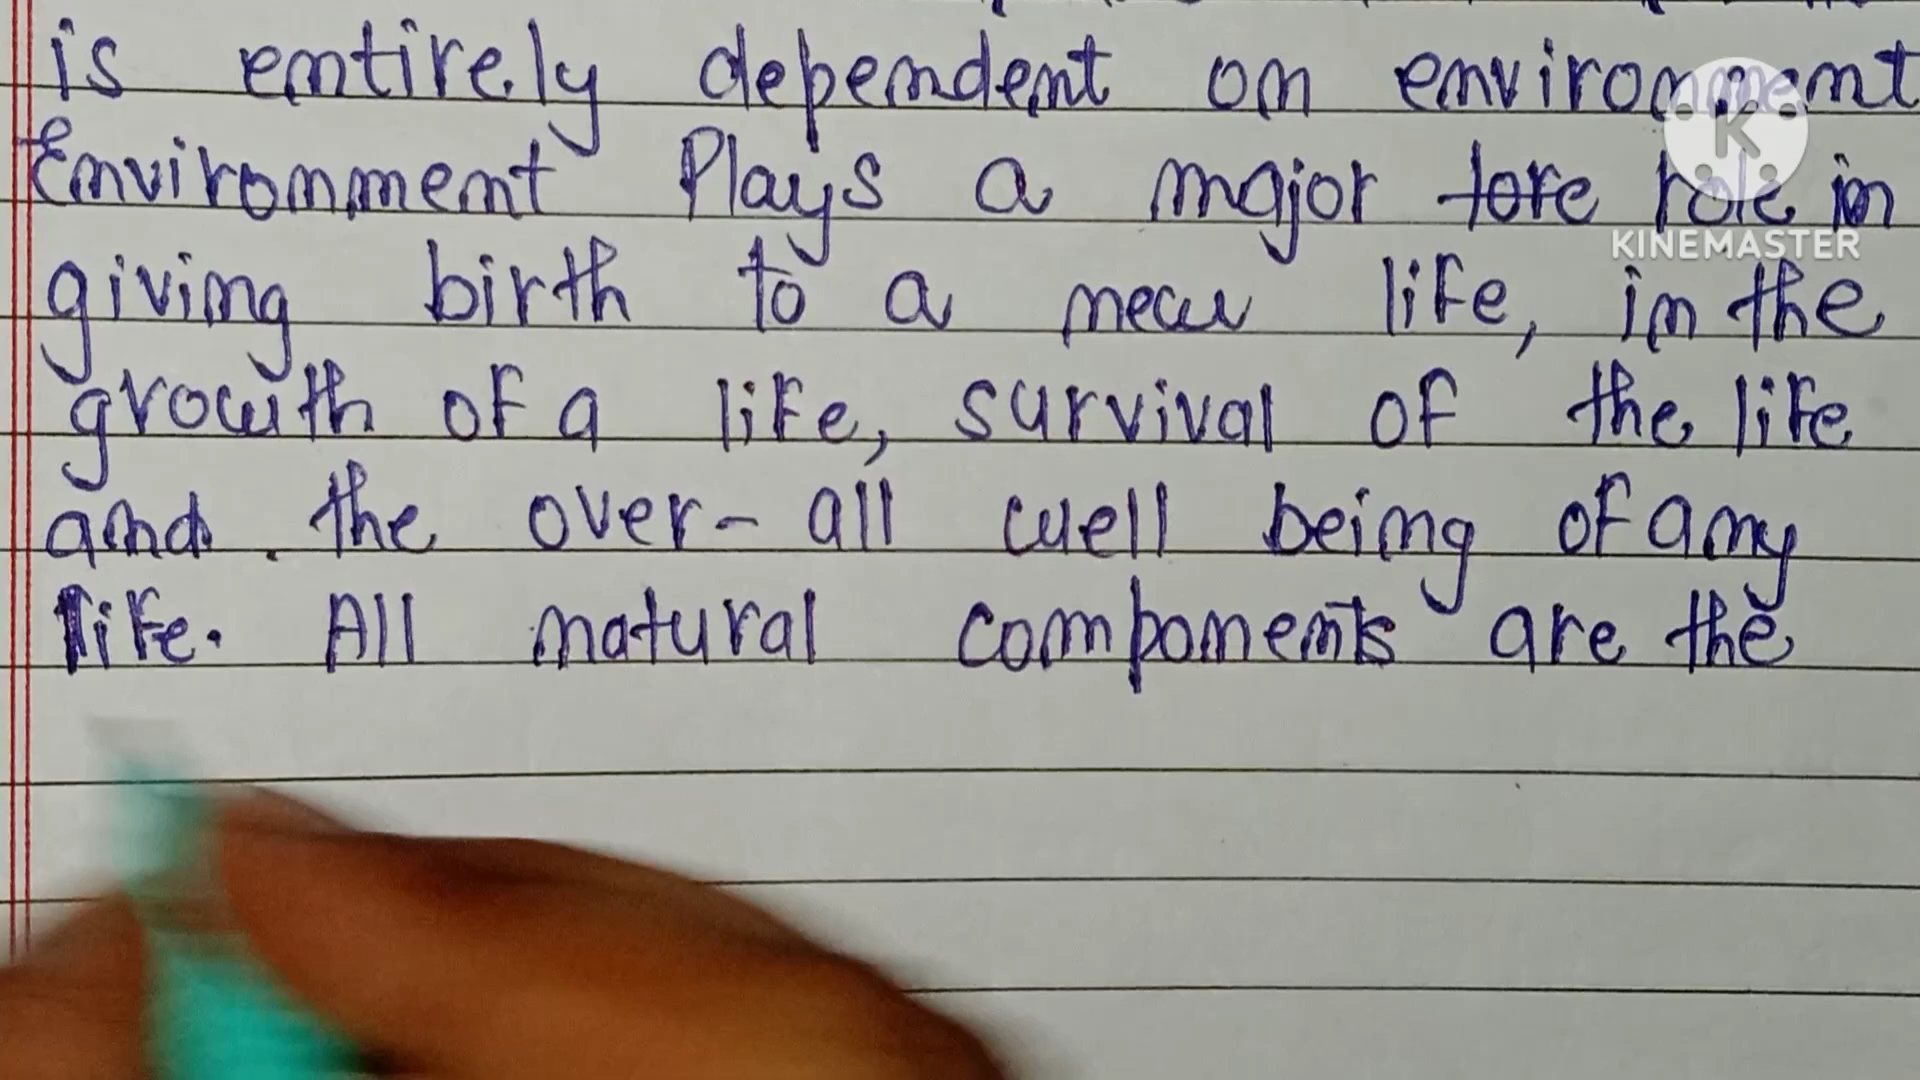 is entirely dependent on environment
Environment Plays a major tore role in
KINEMASTER
giving birth to a new life, in the
growth of a life, survival of the life
and the over-all well being of any
life. All natural components are the